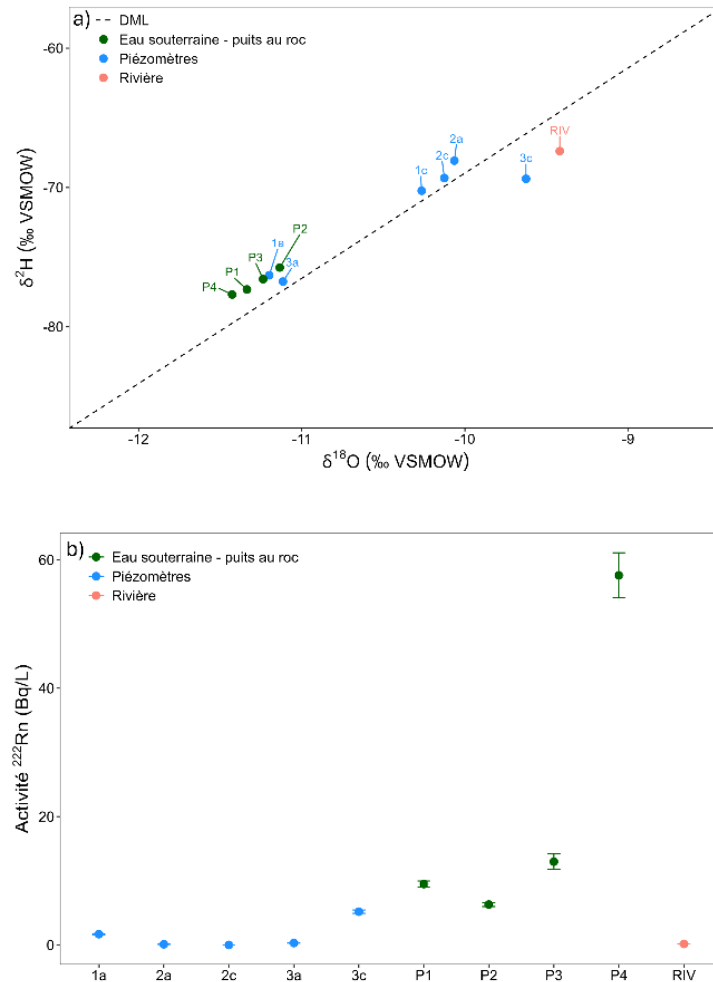 a)
DML
Eau souterraine - puits au roc
Piézomètres
Rivière
-60
-70
-80
δ²H (‰ VSMOW)
RIV
2a
2c
3c
1c
P2
1a
P3
3a
P1
P4
-12
-11
-10
-9
δ¹⁸O (‰ VSMOW)
b)
Eau souterraine - puits au roc
Piézomètres
Rivière
60
40
20
0
Activité ²²²Rn (Bq/L)
1a 2a 2c 3a 3c P1 P2 P3 P4 RIV